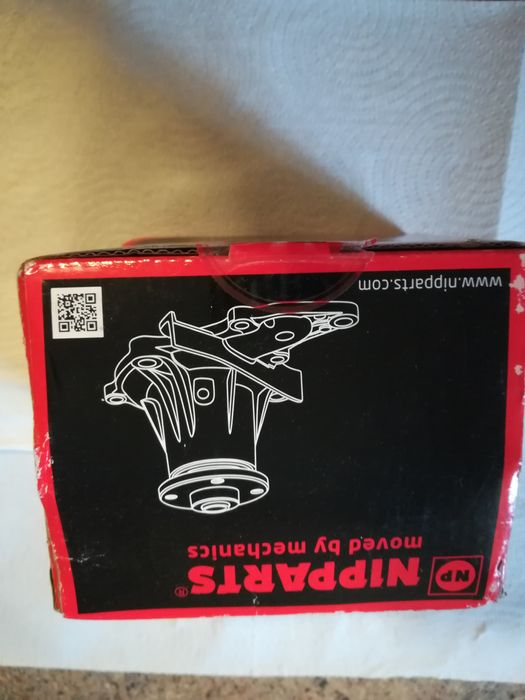 NP NIPPARTS®
moved by mechanics
www.nipparts.com